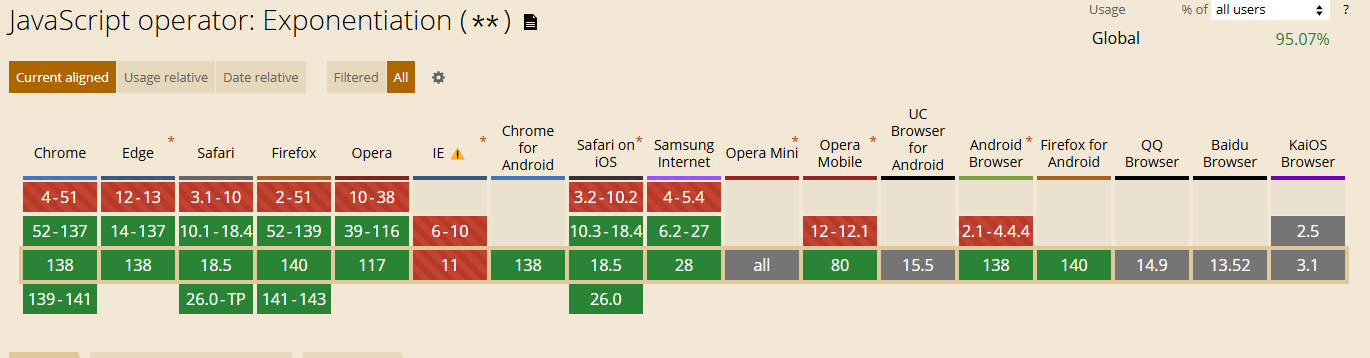 JavaScript operator: Exponentiation (**)
Usage % of all users ?
Global 95.07%
Current aligned Usage relative Date relative Filtered All
Chrome Edge * Safari Firefox Opera IE ⚠ * Chrome for Android Safari on iOS * Samsung Internet Opera Mini * Opera Mobile * UC Browser for Android Android Browser * Firefox for Android QQ Browser Baidu Browser KaiOS Browser
4-51 12-13 3.1-10 2-51 10-38 3.2-10.2 4-5.4
52-137 14-137 10.1-18.4 52-139 39-116 6-10 10.3-18.4 6.2-27 12-12.1 2.1-4.4.4 2.5
138 138 18.5 140 117 11 138 18.5 28 all 80 15.5 138 140 14.9 13.52 3.1
139-141 26.0-TP 141-143 26.0